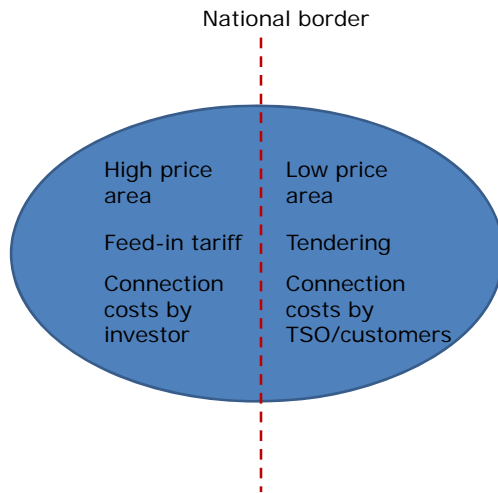 National border
High price
area
Feed-in tariff
Connection
costs by
investor
Low price
area
Tendering
Connection
costs by
TSO/customers